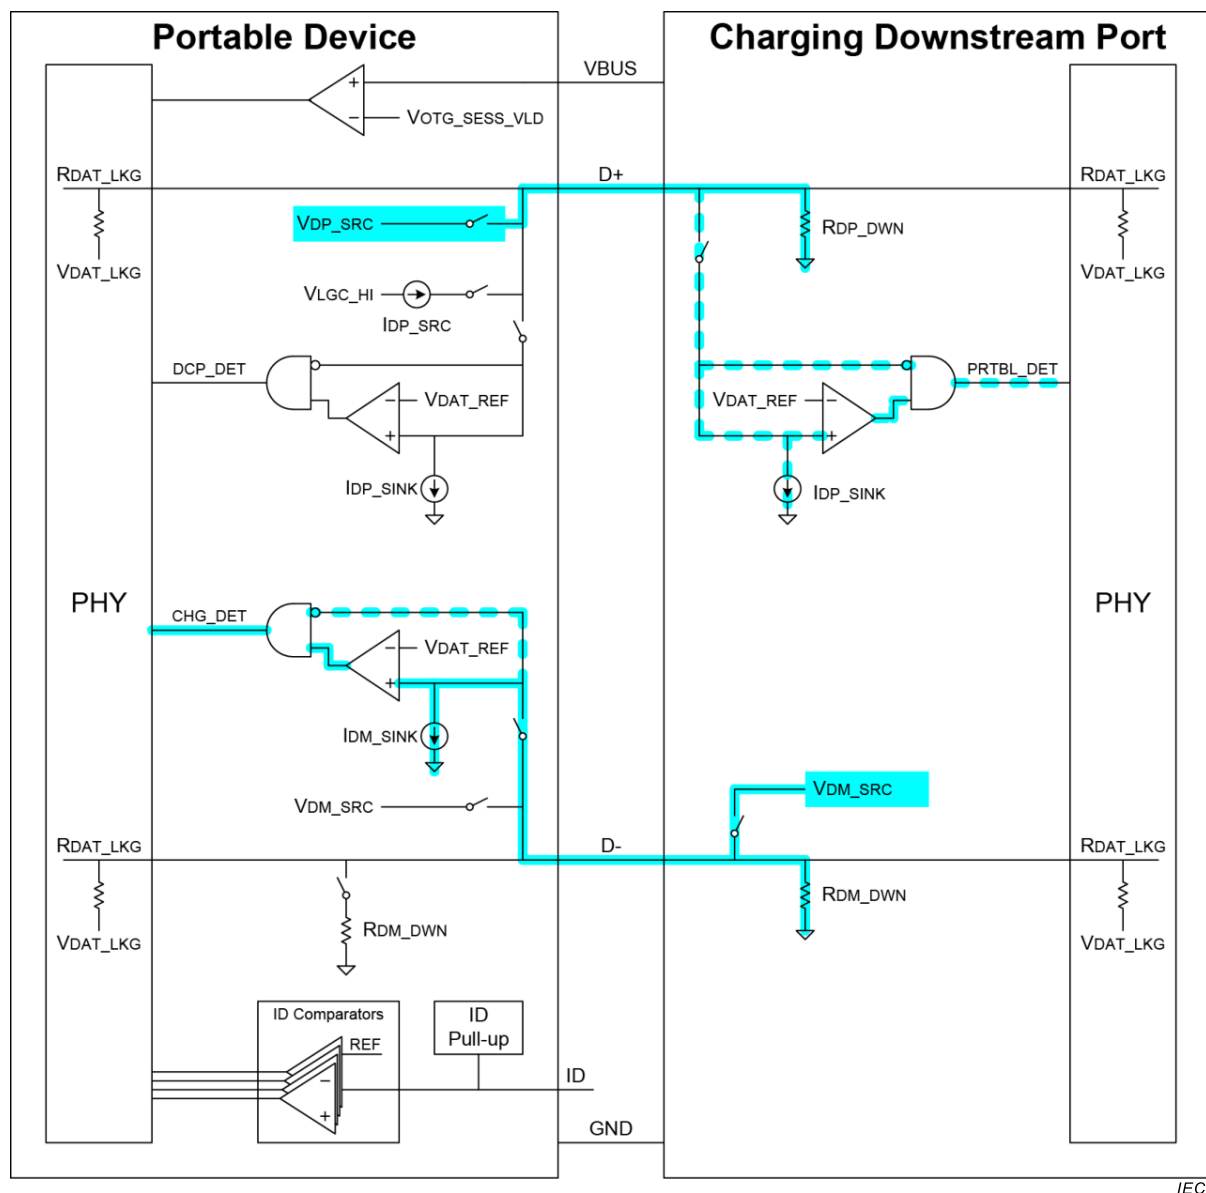 Portable Device
Charging Downstream Port
VBUS
+
−
VOTG_SESS_VLD
RDAT_LKG
D+
RDAT_LKG
VDP_SRC
RDP_DWN
VDAT_LKG
VDAT_LKG
VLGC_HI
IDP_SRC
DCP_DET
PRTBL_DET
VDAT_REF
−
+
VDAT_REF
−
+
IDP_SINK
IDP_SINK
PHY
PHY
CHG_DET
VDAT_REF
−
+
IDM_SINK
VDM_SRC
VDM_SRC
RDAT_LKG
D-
RDAT_LKG
RDM_DWN
RDM_DWN
VDAT_LKG
VDAT_LKG
ID Comparators
REF
−
+
ID
Pull-up
ID
GND
IEC